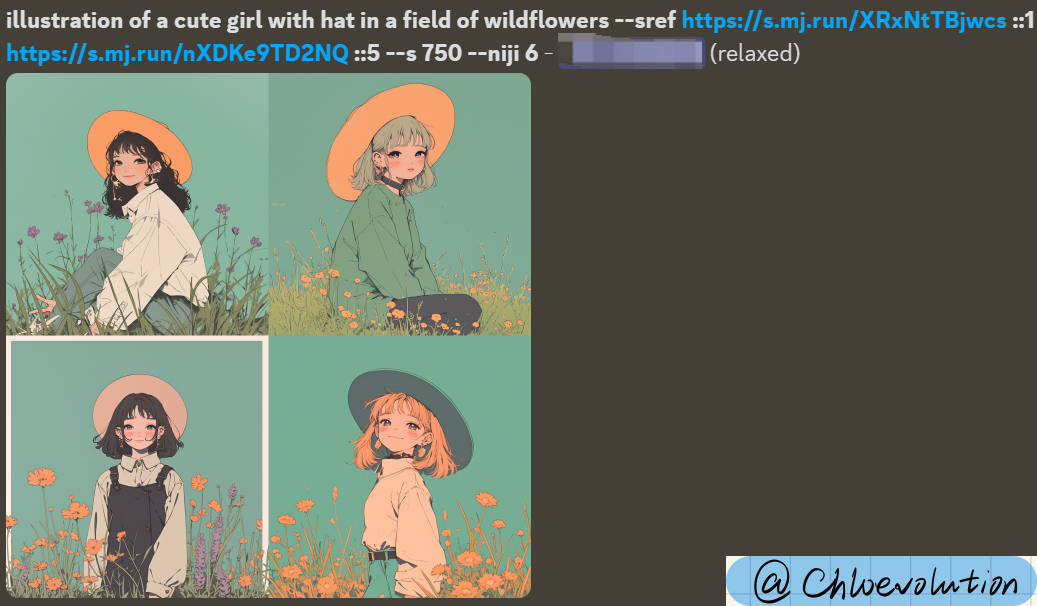 illustration of a cute girl with hat in a field of wildflowers --sref https://s.mj.run/XRxNtTBjwcs ::1
https://s.mj.run/nXDKe9TD2NQ ::5 --s 750 --niji 6 - (relaxed)
@ Chloevolution